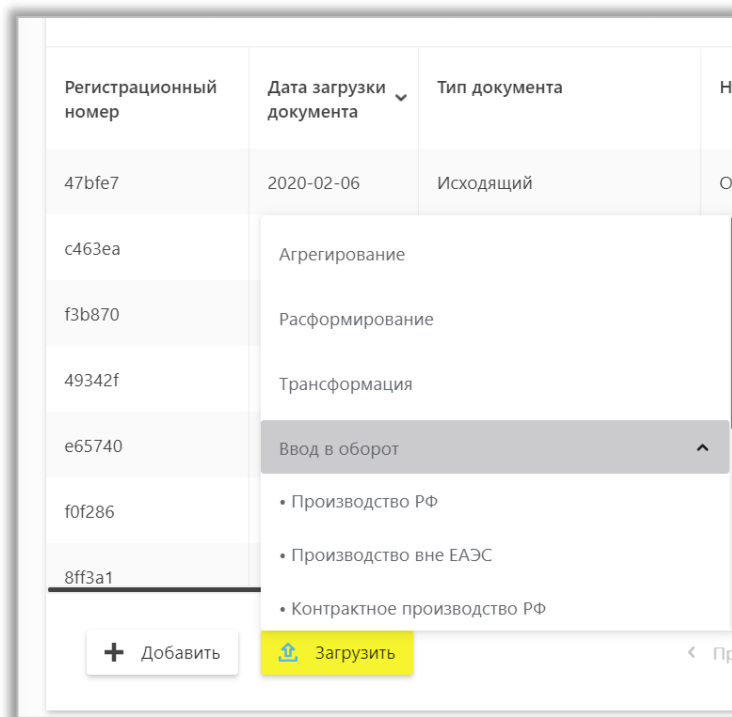 Регистрационный номер
Дата загрузки документа
Тип документа
Н
47bfe7
2020-02-06
Исходящий
О
c463ea
f3b870
49342f
e65740
f0f286
8ff3a1
Агрегирование
Расформирование
Трансформация
Ввод в оборот
• Производство РФ
• Производство вне ЕАЭС
• Контрактное производство РФ
Добавить
Загрузить
Пр